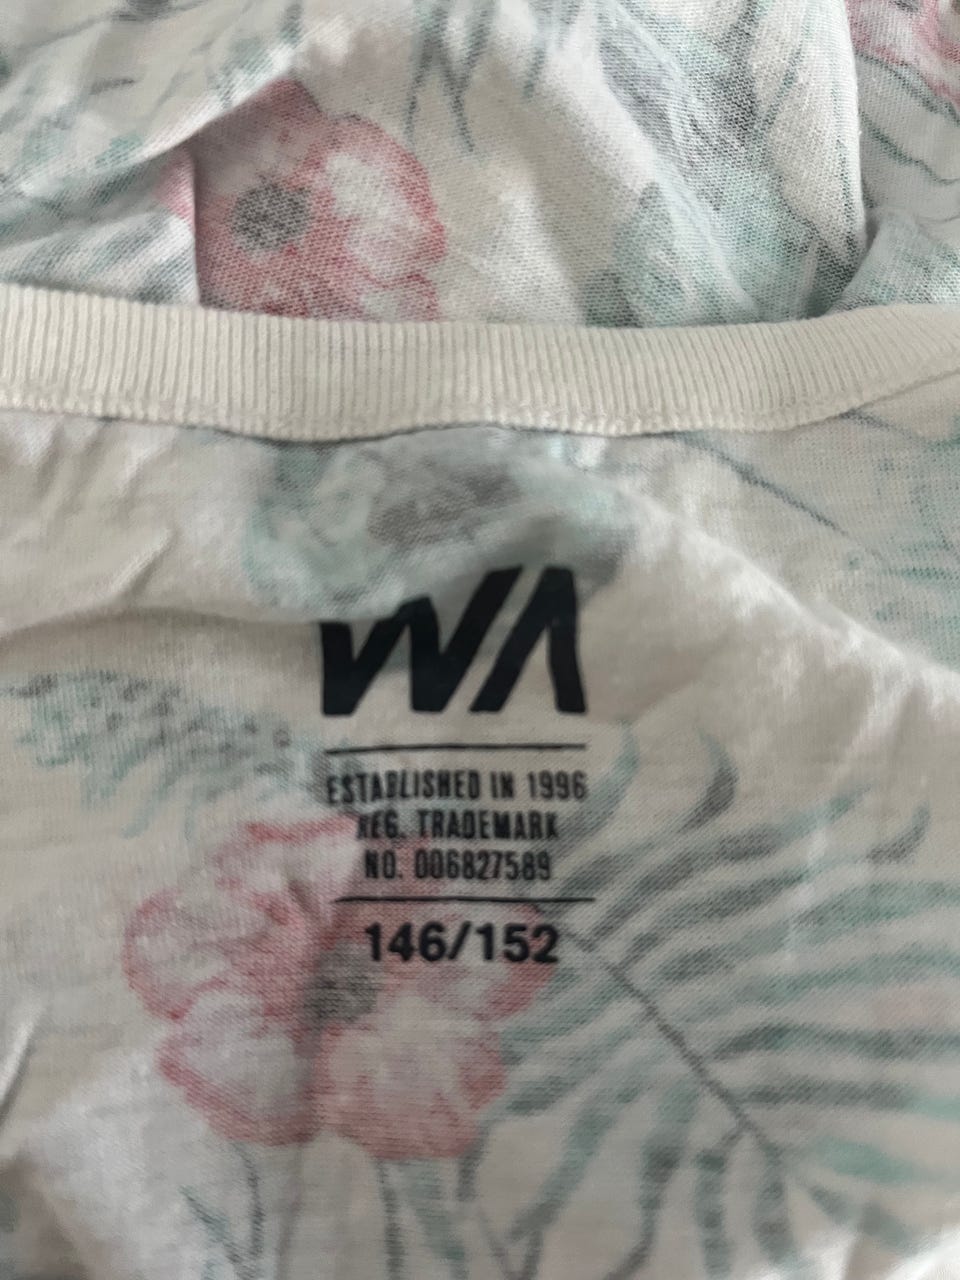 WA
ESTABLISHED IN 1996
REG. TRADEMARK
NO. 006827589
146/152